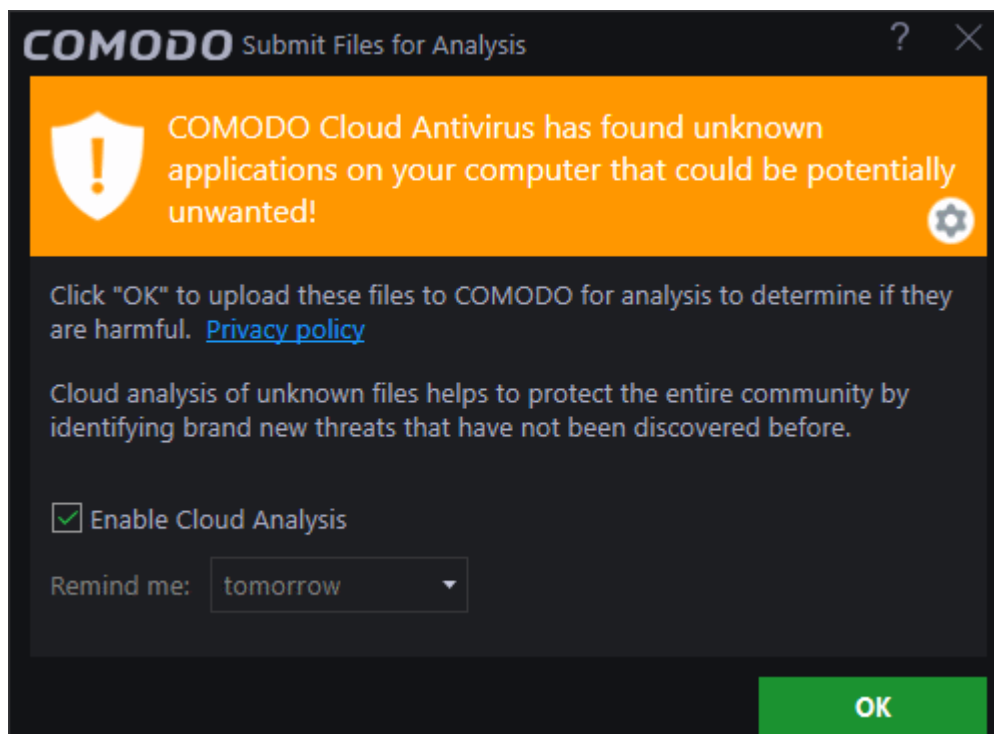 COMODO Submit Files for Analysis ?
COMODO Cloud Antivirus has found unknown
applications on your computer that could be potentially
unwanted!
Click "OK" to upload these files to COMODO for analysis to determine if they
are harmful. Privacy policy
Cloud analysis of unknown files helps to protect the entire community by
identifying brand new threats that have not been discovered before.
Enable Cloud Analysis
Remind me: tomorrow
OK